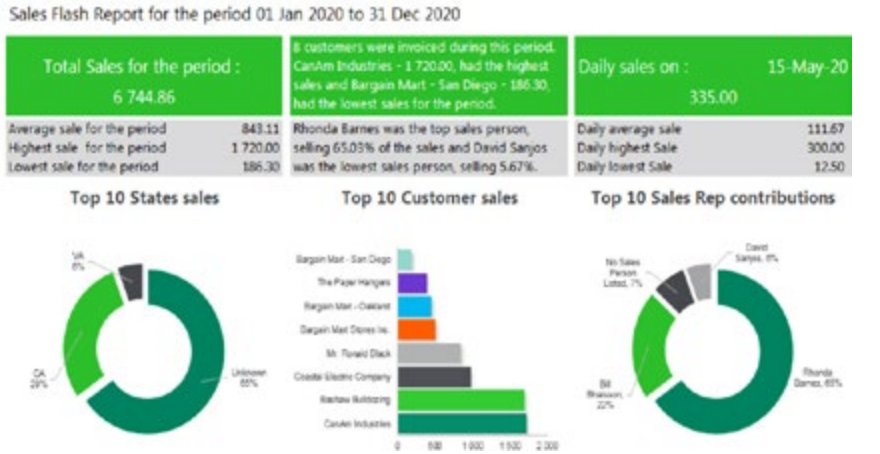 Sales Flash Report for the period 01 Jan 2020 to 31 Dec 2020
Total Sales for the period :
6 744.86
8 customers were invoiced during this period.
CanAm Industries - 1 720.00, had the highest
sales and Bargain Mart - San Diego - 186.30,
had the lowest sales for the period.
Daily sales on : 15-May-20
335.00
Average sale for the period 843.11
Highest sale for the period 1 720.00
Lowest sale for the period 186.30
Rhonda Barnes was the top sales person,
selling 65.03% of the sales and David Sanjos
was the lowest sales person, selling 5.67%.
Daily average sale 111.67
Daily highest Sale 300.00
Daily lowest Sale 12.50
Top 10 States sales
VA
6%
CA
29%
Unknown
65%
Top 10 Customer sales
Bargain Mart - San Diego
The Paper Hangers
Bargain Mart - Oakland
Bargain Mart Stores Inc.
Mr. Ronald Black
Coastal Electric Company
Bulldozing
CanAm Industries
0 500 1 000 1 500 2 000
Top 10 Sales Rep contributions
David
Sanjos, 6%
No Sales
Person
Listed, 7%
Bill
22%
Rhonda
Barnes, 65%